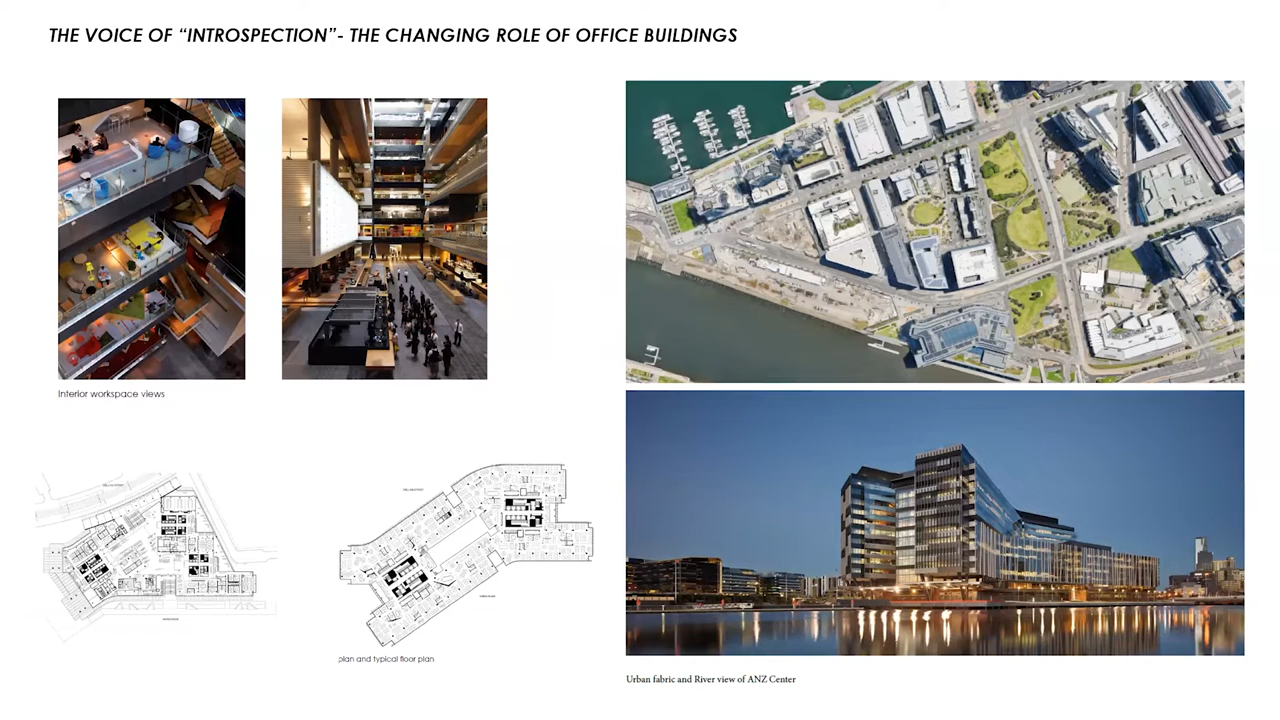 THE VOICE OF “INTROSPECTION”- THE CHANGING ROLE OF OFFICE BUILDINGS
Interior workspace views
plan and typical floor plan
Urban fabric and River view of ANZ Center